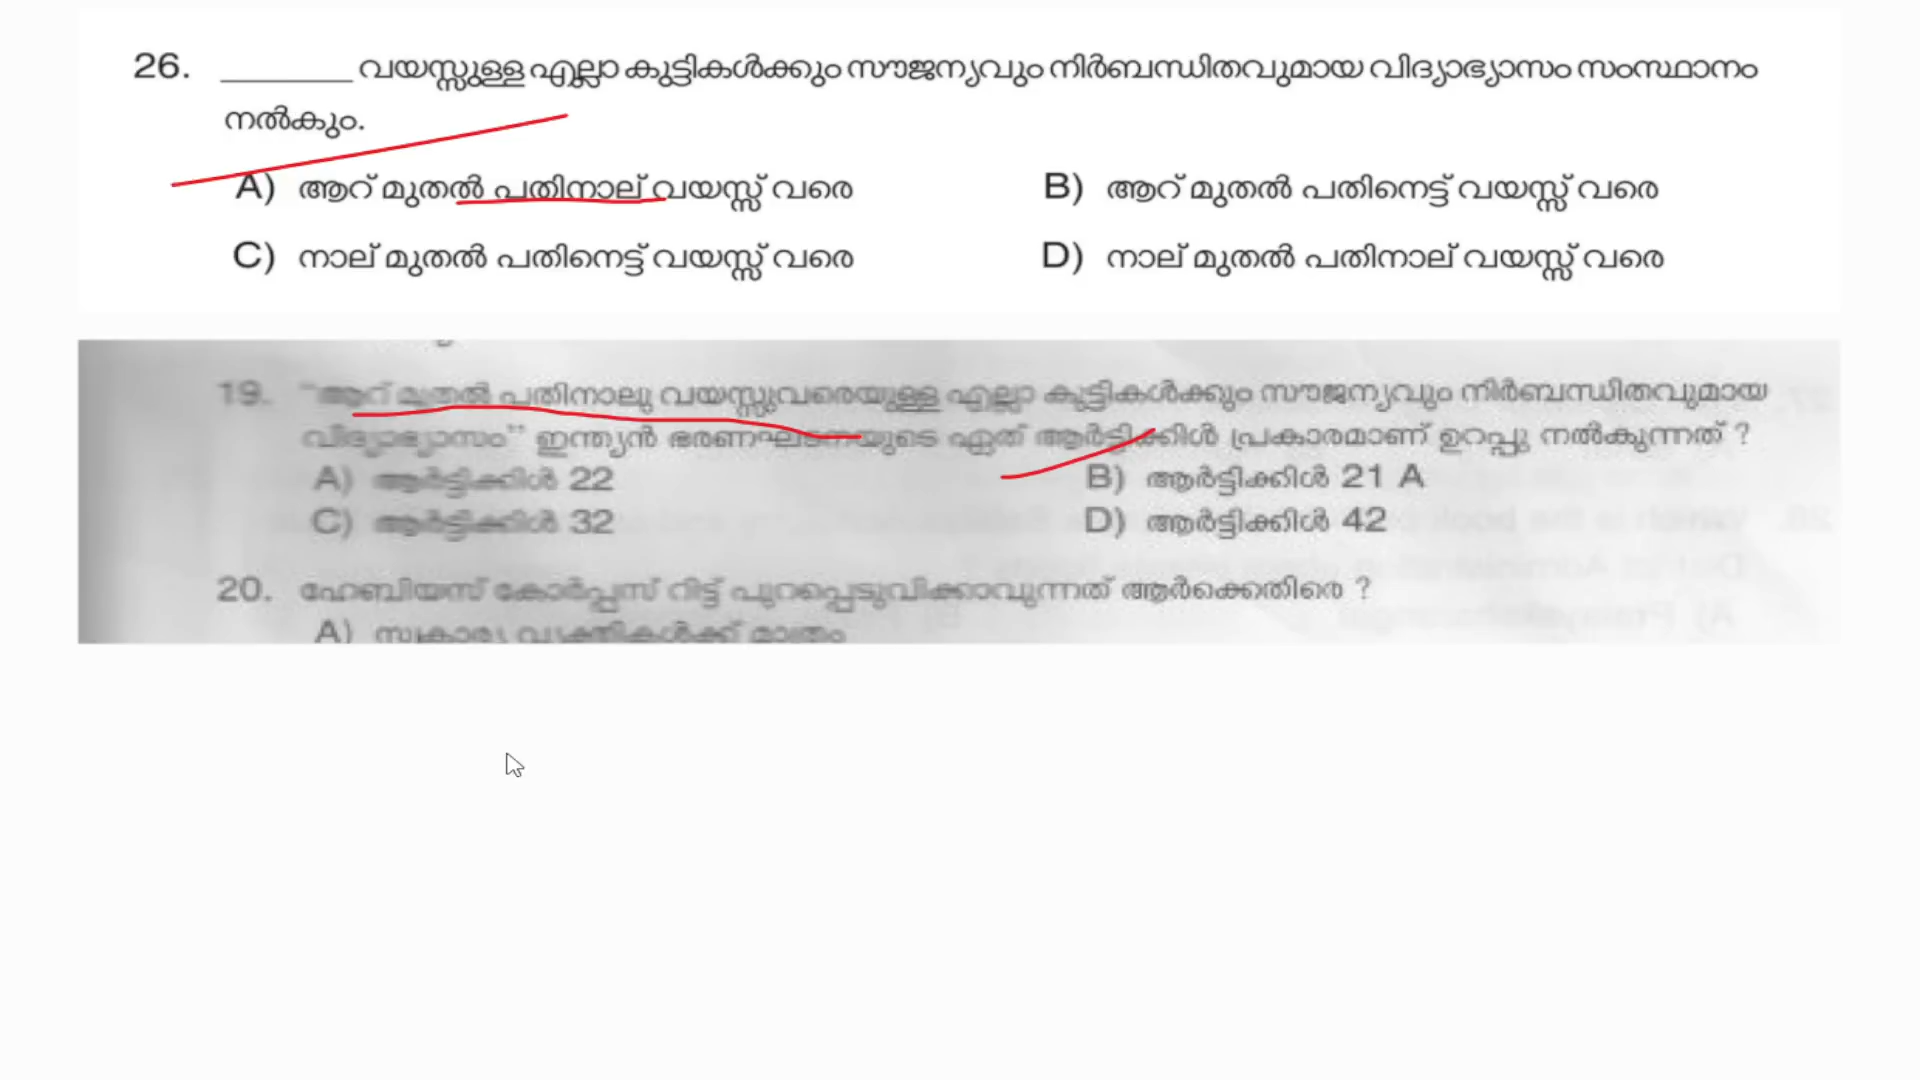 26. ________ വയസ്സുള്ള എല്ലാ കുട്ടികൾക്കും സൗജന്യവും നിർബന്ധിതവുമായ വിദ്യാഭ്യാസം സംസ്ഥാനം
നൽകും.
A) ആറ് മുതൽ പതിനാല് വയസ്സ് വരെ B) ആറ് മുതൽ പതിനെട്ട് വയസ്സ് വരെ
C) നാല് മുതൽ പതിനെട്ട് വയസ്സ് വരെ D) നാല് മുതൽ പതിനാല് വയസ്സ് വരെ
19. "ആറ് മുതൽ പതിനാലു വയസ്സുവരെയുള്ള എല്ലാ കുട്ടികൾക്കും സൗജന്യവും നിർബന്ധിതവുമായ
വിദ്യാഭ്യാസം" ഇന്ത്യൻ ഭരണഘടനയുടെ ഏത് ആർട്ടിക്കിൾ പ്രകാരമാണ് ഉറപ്പു നൽകുന്നത് ?
A) ആർട്ടിക്കിൾ 22 B) ആർട്ടിക്കിൾ 21 A
C) ആർട്ടിക്കിൾ 32 D) ആർട്ടിക്കിൾ 42
20. ഹേബിയസ് കോർപ്പസ് റിട്ട് പുറപ്പെടുവിക്കാവുന്നത് ആർക്കെതിരെ ?
A) സ്വകാര്യ വ്യക്തികൾക്ക് മാത്രം